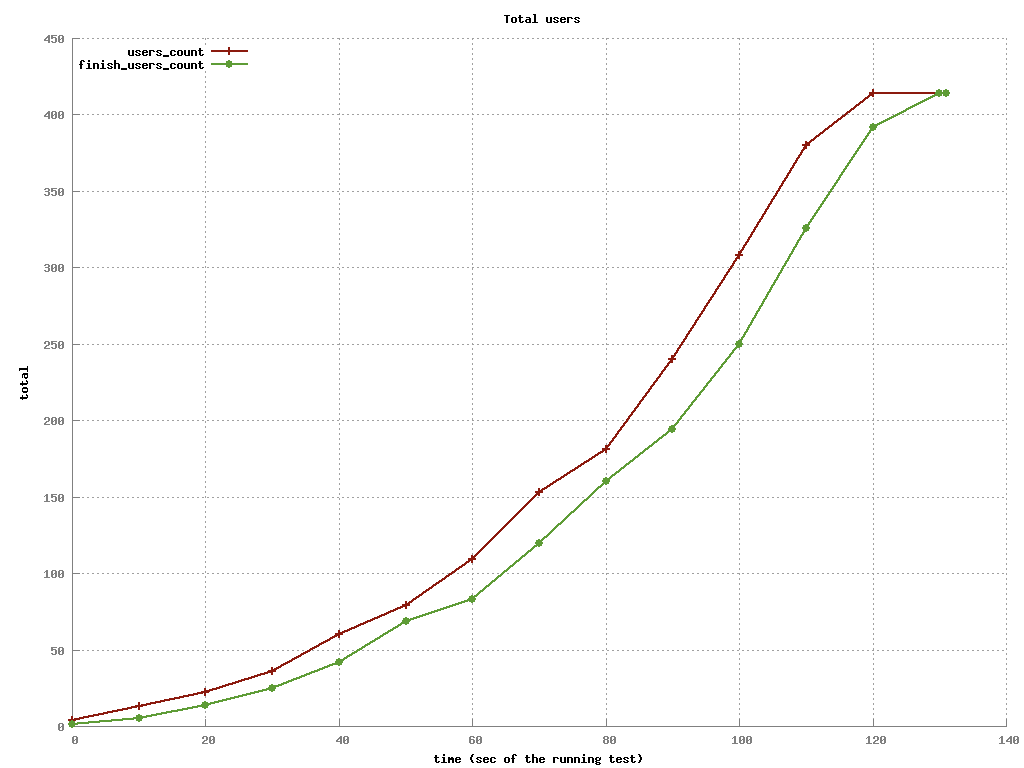 Total users
users_count
finish_users_count
450
400
350
300
250
200
150
100
50
0
total
0 20 40 60 80 100 120 140
time (sec of the running test)